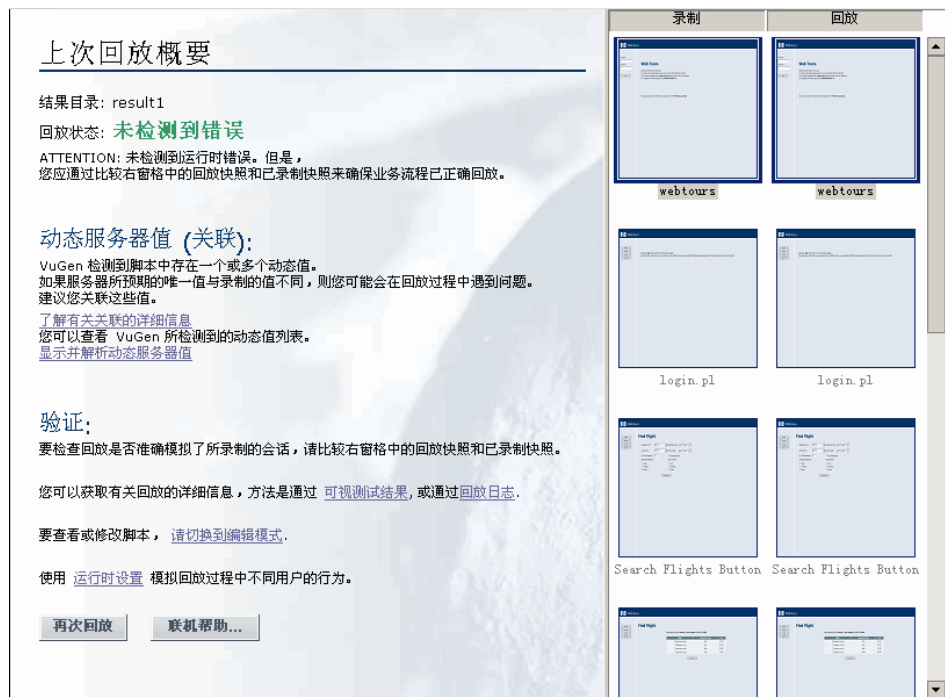 上次回放概要
结果目录: result1
回放状态: 未检测到错误
ATTENTION: 未检测到运行时错误。但是，
您应通过比较右窗格中的回放快照和已录制快照来确保业务流程已正确回放。
动态服务器值 (关联):
VuGen 检测到脚本中存在一个或多个动态值。
如果服务器所预期的唯一值与录制的值不同，则您可能会在回放过程中遇到问题。
建议您关联这些值。
了解有关关联的详细信息
您可以查看 VuGen 所检测到的动态值列表。
显示并解析动态服务器值
验证:
要检查回放是否准确模拟了所录制的会话，请比较右窗格中的回放快照和已录制快照。
您可以获取有关回放的详细信息，方法是通过 可视测试结果, 或通过回放日志.
要查看或修改脚本， 请切换到编辑模式.
使用 运行时设置 模拟回放过程中不同用户的行为。
再次回放 联机帮助...
录制 回放
Web Tours Web Tours
webtours webtours
login.pl login.pl
Find Flight Find Flight
Search Flights Button Search Flights Button
Find Flight Find Flight